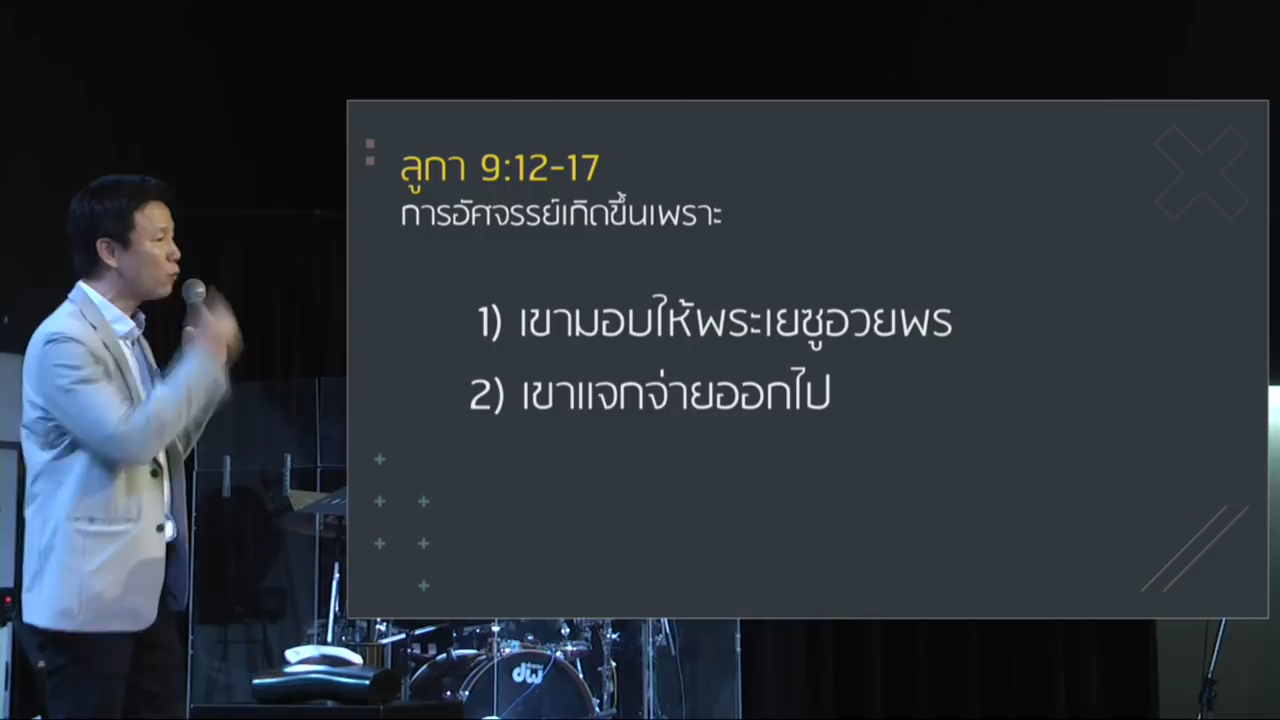 ลูกา 9:12-17
การอัศจรรย์เกิดขึ้นเพราะ
1) เขามอบให้พระเยซูอวยพร
2) เขาแจกจ่ายออกไป
dw